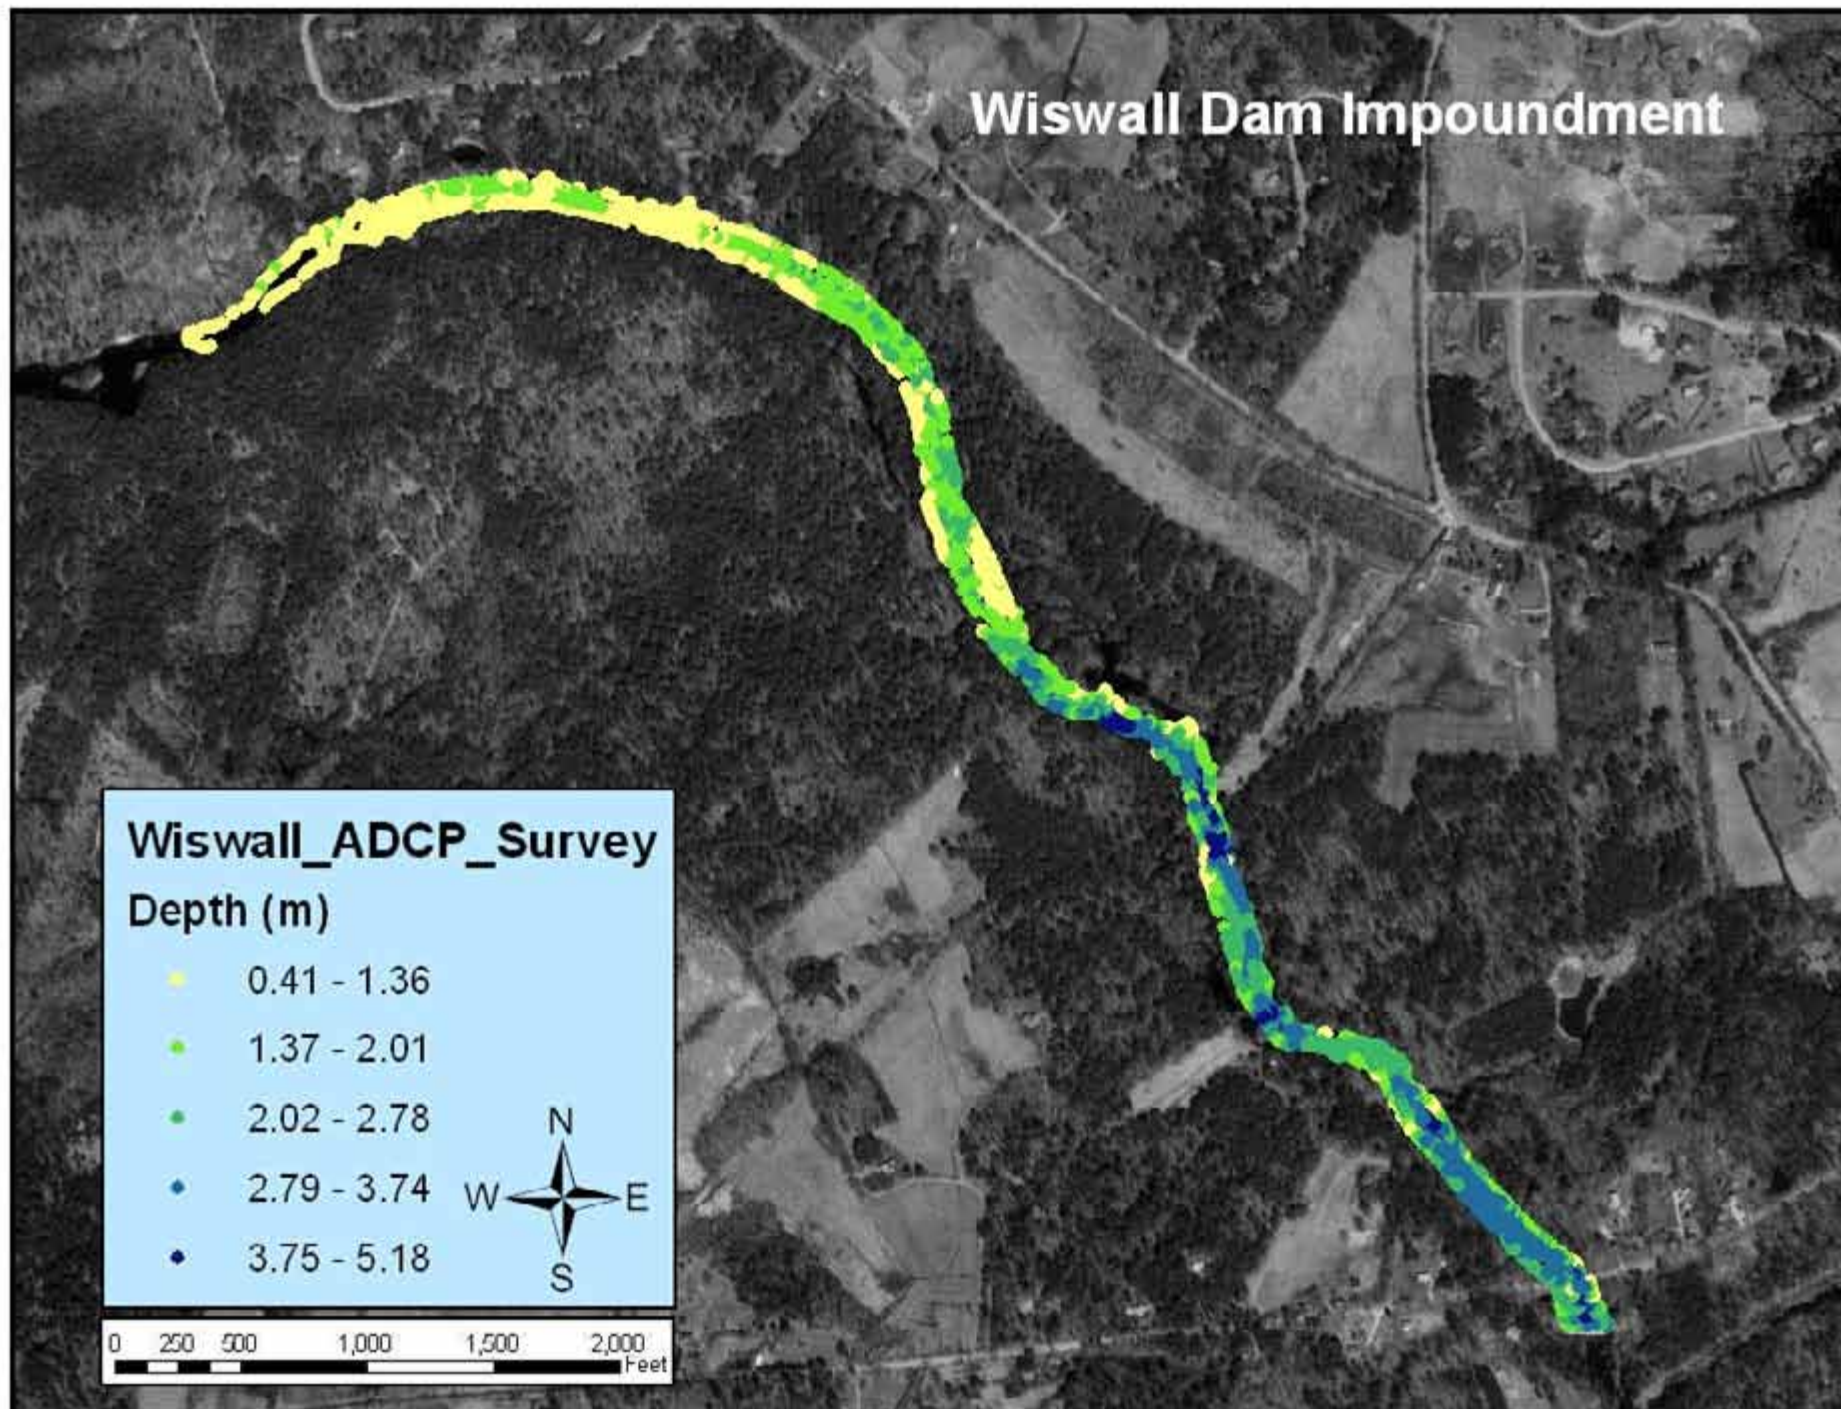 Wiswall Dam Impoundment
Wiswall_ADCP_Survey
Depth (m)
0.41 - 1.36
1.37 - 2.01
2.02 - 2.78
2.79 - 3.74
3.75 - 5.18
N
W E
S
0 250 500 1,000 1,500 2,000
Feet